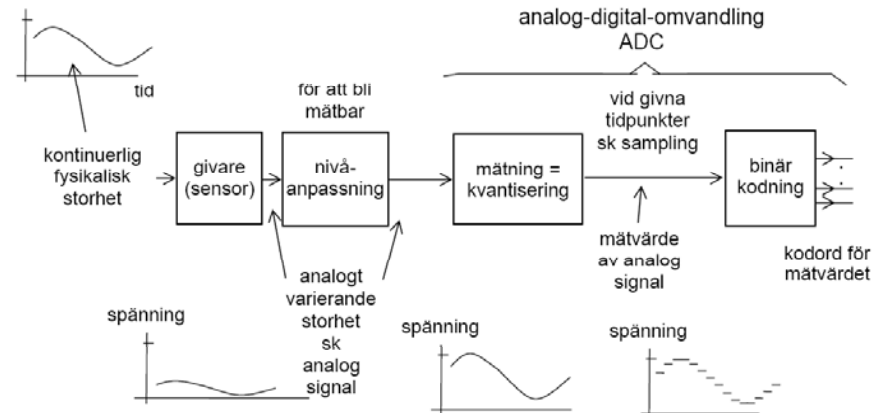 analog-digital-omvandling
ADC
tid
för att bli
mätbar
vid givna
tidpunkter
sk sampling
kontinuerlig
fysikalisk
storhet
givare
(sensor)
nivå-
anpassning
mätning =
kvantisering
binär
kodning
mätvärde
av analog
signal
kodord för
mätvärdet
analogt
varierande
storhet
sk
analog
signal
spänning
spänning
spänning